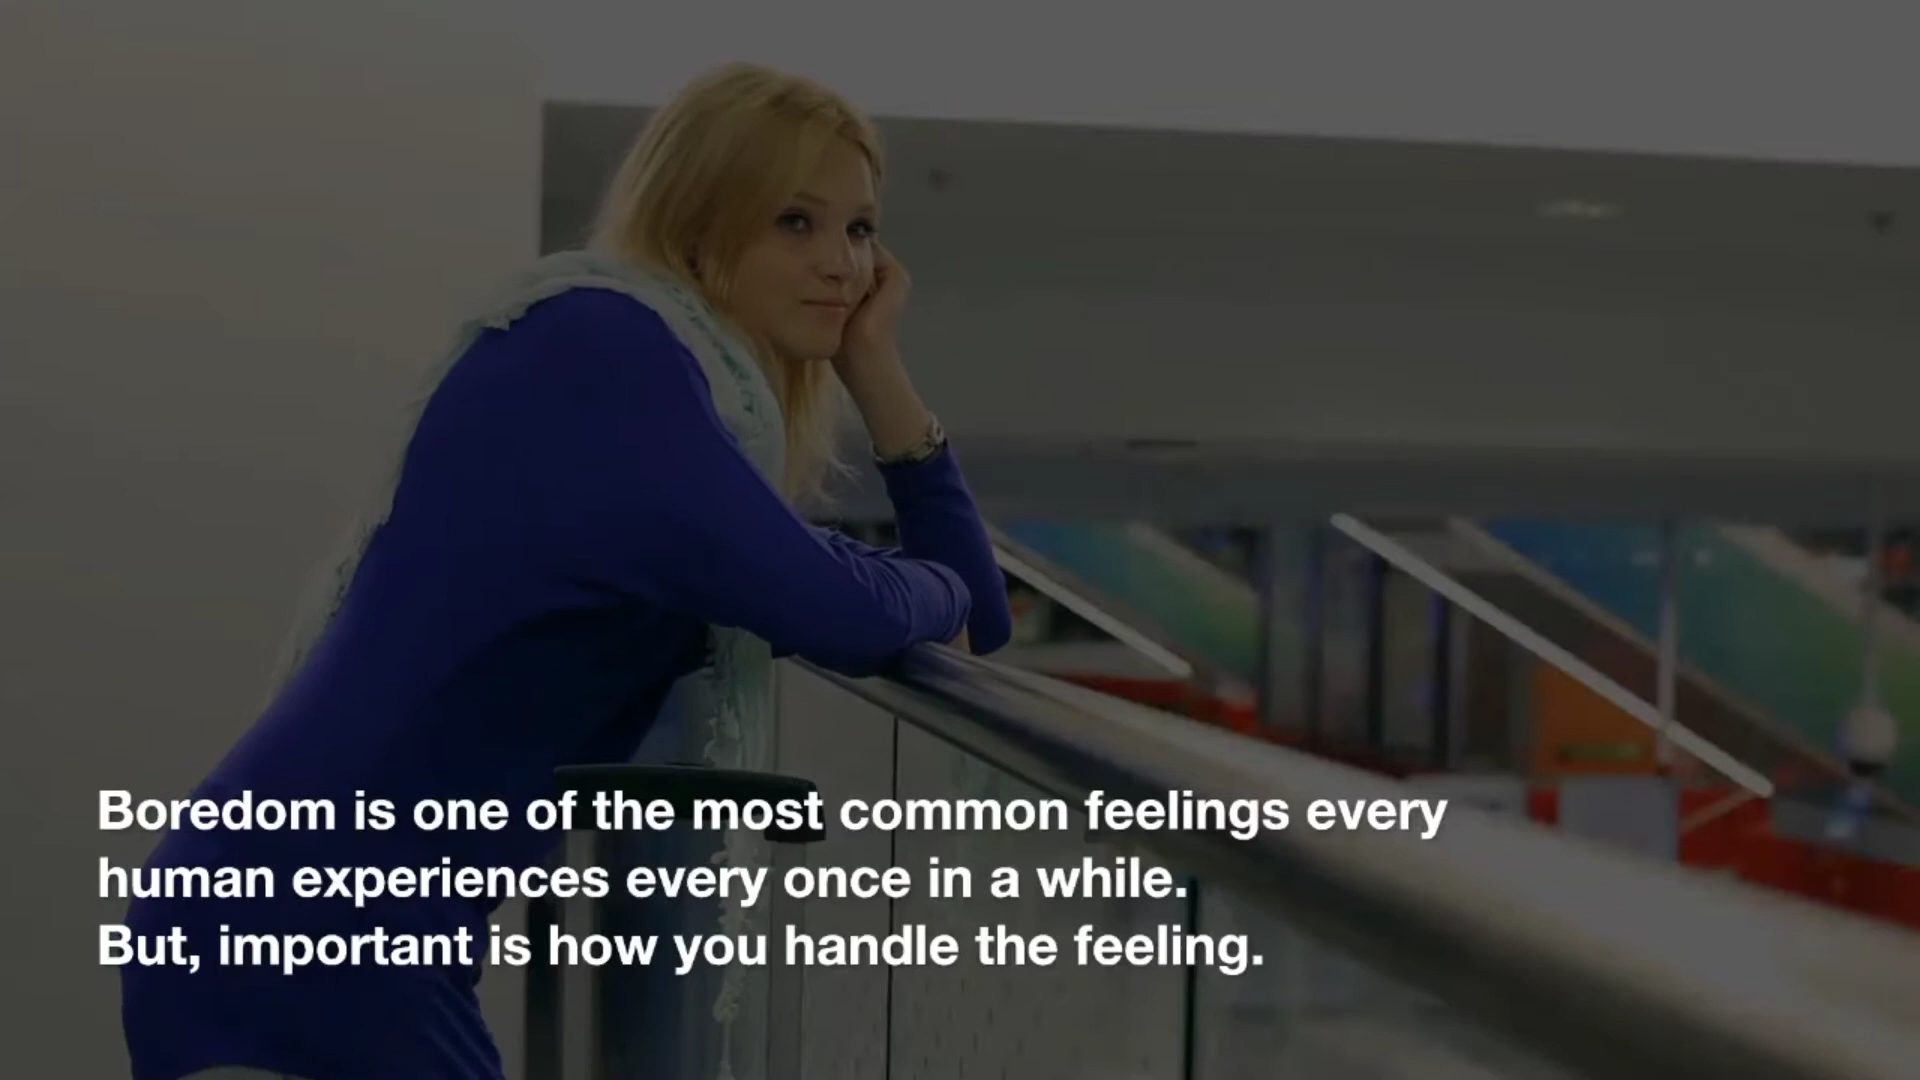 Boredom is one of the most common feelings every
human experiences every once in a while.
But, important is how you handle the feeling.